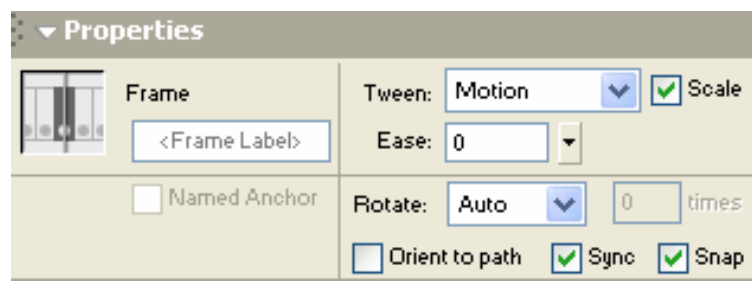 Properties
Frame
Tween: Motion Scale
<Frame Label>
Ease: 0
Named Anchor
Rotate: Auto 0 times
Orient to path Sync Snap